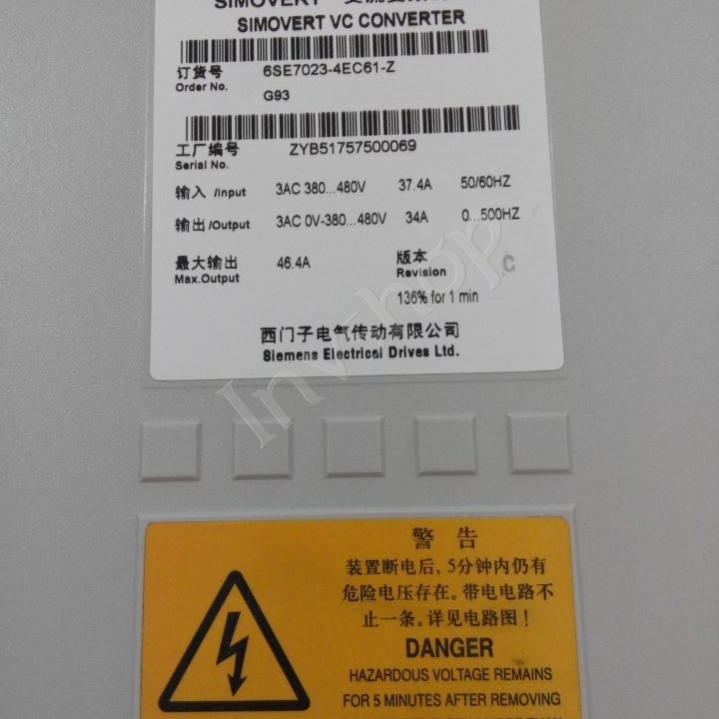 SIMOVERT
SIMOVERT VC CONVERTER
订货号 6SE7023-4EC61-Z
Order No.
G93
工厂编号 ZYB51757500069
Serial No.
输入 /Input 3AC 380...480V 37.4A 50/60HZ
输出 /Output 3AC 0V-380...480V 34A 0...500HZ
最大输出 46.4A 版本 C
Max.Output Revision
136% for 1 min
西门子电气传动有限公司
Siemens Electrical Drives Ltd.
Invshop
警告
装置断电后,5分钟内仍有
危险电压存在。带电电路不
止一条。详见电路图!
DANGER
HAZARDOUS VOLTAGE REMAINS
FOR 5 MINUTES AFTER REMOVING